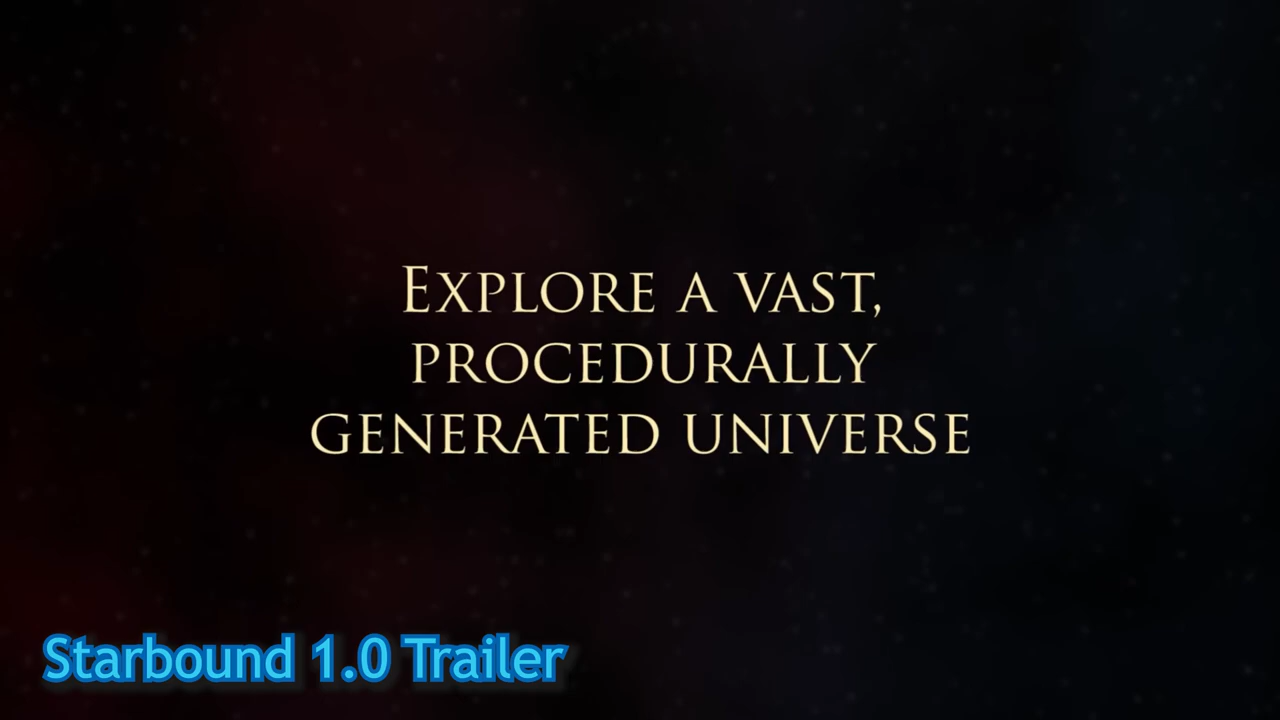 Explore a vast,
procedurally
generated universe
Starbound 1.0 Trailer